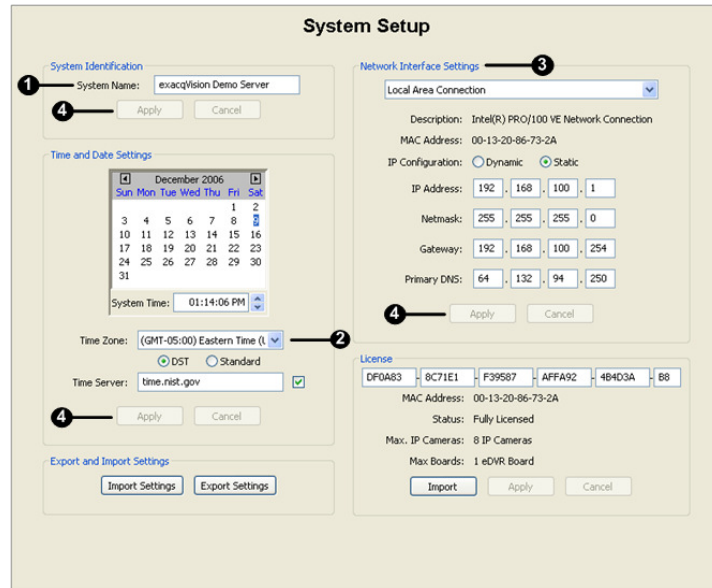 System Setup
System Identification
1 System Name: exacqVision Demo Server
4 Apply Cancel
Time and Date Settings
December 2006
Sun Mon Tue Wed Thu Fri Sat
1 2
3 4 5 6 7 8 9
10 11 12 13 14 15 16
17 18 19 20 21 22 23
24 25 26 27 28 29 30
31
System Time: 01:14:06 PM
Time Zone: (GMT-05:00) Eastern Time (U 2
DST Standard
Time Server: time.nist.gov
4 Apply Cancel
Export and Import Settings
Import Settings Export Settings
Network Interface Settings 3
Local Area Connection
Description: Intel(R) PRO/100 VE Network Connection
MAC Address: 00-13-20-86-73-2A
IP Configuration: Dynamic Static
IP Address: 192 . 168 . 100 . 1
Netmask: 255 . 255 . 255 . 0
Gateway: 192 . 168 . 100 . 254
Primary DNS: 64 . 132 . 94 . 250
4 Apply Cancel
License
DF0A83 - 8C71E1 - F39587 - AFFA92 - 4B4D3A - B8
MAC Address: 00-13-20-86-73-2A
Status: Fully Licensed
Max. IP Cameras: 8 IP Cameras
Max Boards: 1 eDVR Board
Import Apply Cancel